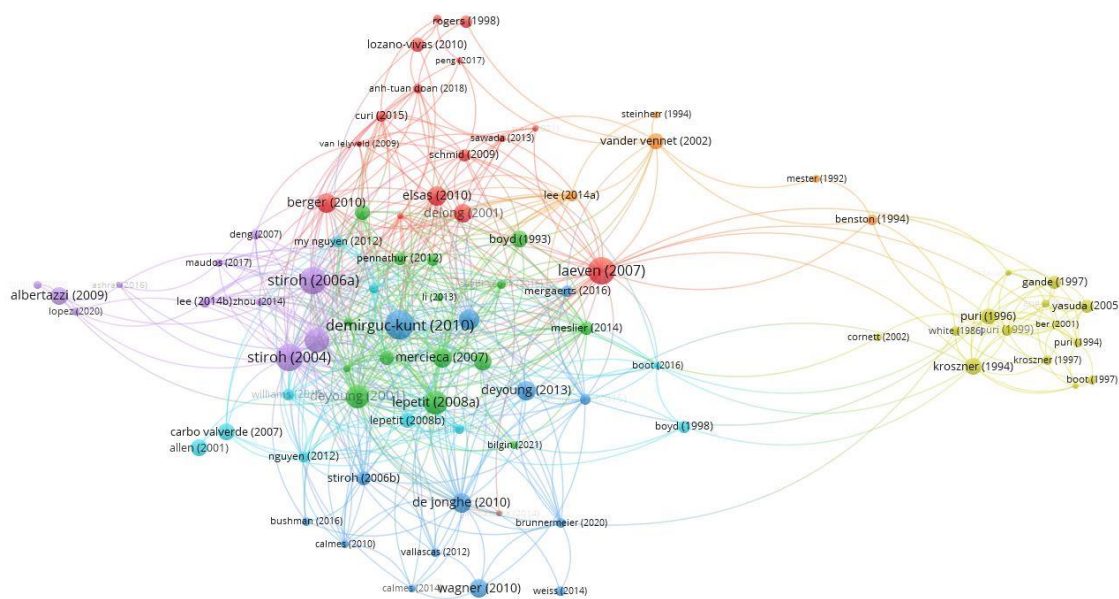 rogers (1998)
lozano-vivas (2010)
peng (2017)
anh-tuan doan (2018)
steinherr (1994)
curi (2015)
sawada (2013)
vander vennet (2002)
van lelyveld (2009)
schmid (2009)
mester (1992)
elsas (2010)
lee (2014a)
berger (2010)
delong (2001)
benston (1994)
deng (2007)
my nguyen (2012)
boyd (1993)
pennathur (2012)
maudos (2017)
laeven (2007)
stiroh (2006a)
gande (1997)
mergaerts (2016)
albertazzi (2009)
lee (2014b)
zhou (2014)
li (2013)
yasuda (2005)
lopez (2020)
puri (1996)
demirguc-kunt (2010)
meslier (2014)
white (1986)
puri (1999)
ber (2001)
cornett (2002)
puri (1994)
stiroh (2004)
mercieca (2007)
kroszner (1997)
boot (2016)
kroszner (1994)
boot (1997)
deyoung (2013)
deyoung (2001)
lepetit (2008a)
lepetit (2008b)
boyd (1998)
carbo valverde (2007)
allen (2001)
bilgin (2021)
nguyen (2012)
stiroh (2006b)
de jonghe (2010)
bushman (2016)
brunnermeier (2020)
calmes (2010)
vallascas (2012)
calmes (2014)
wagner (2010)
weiss (2014)